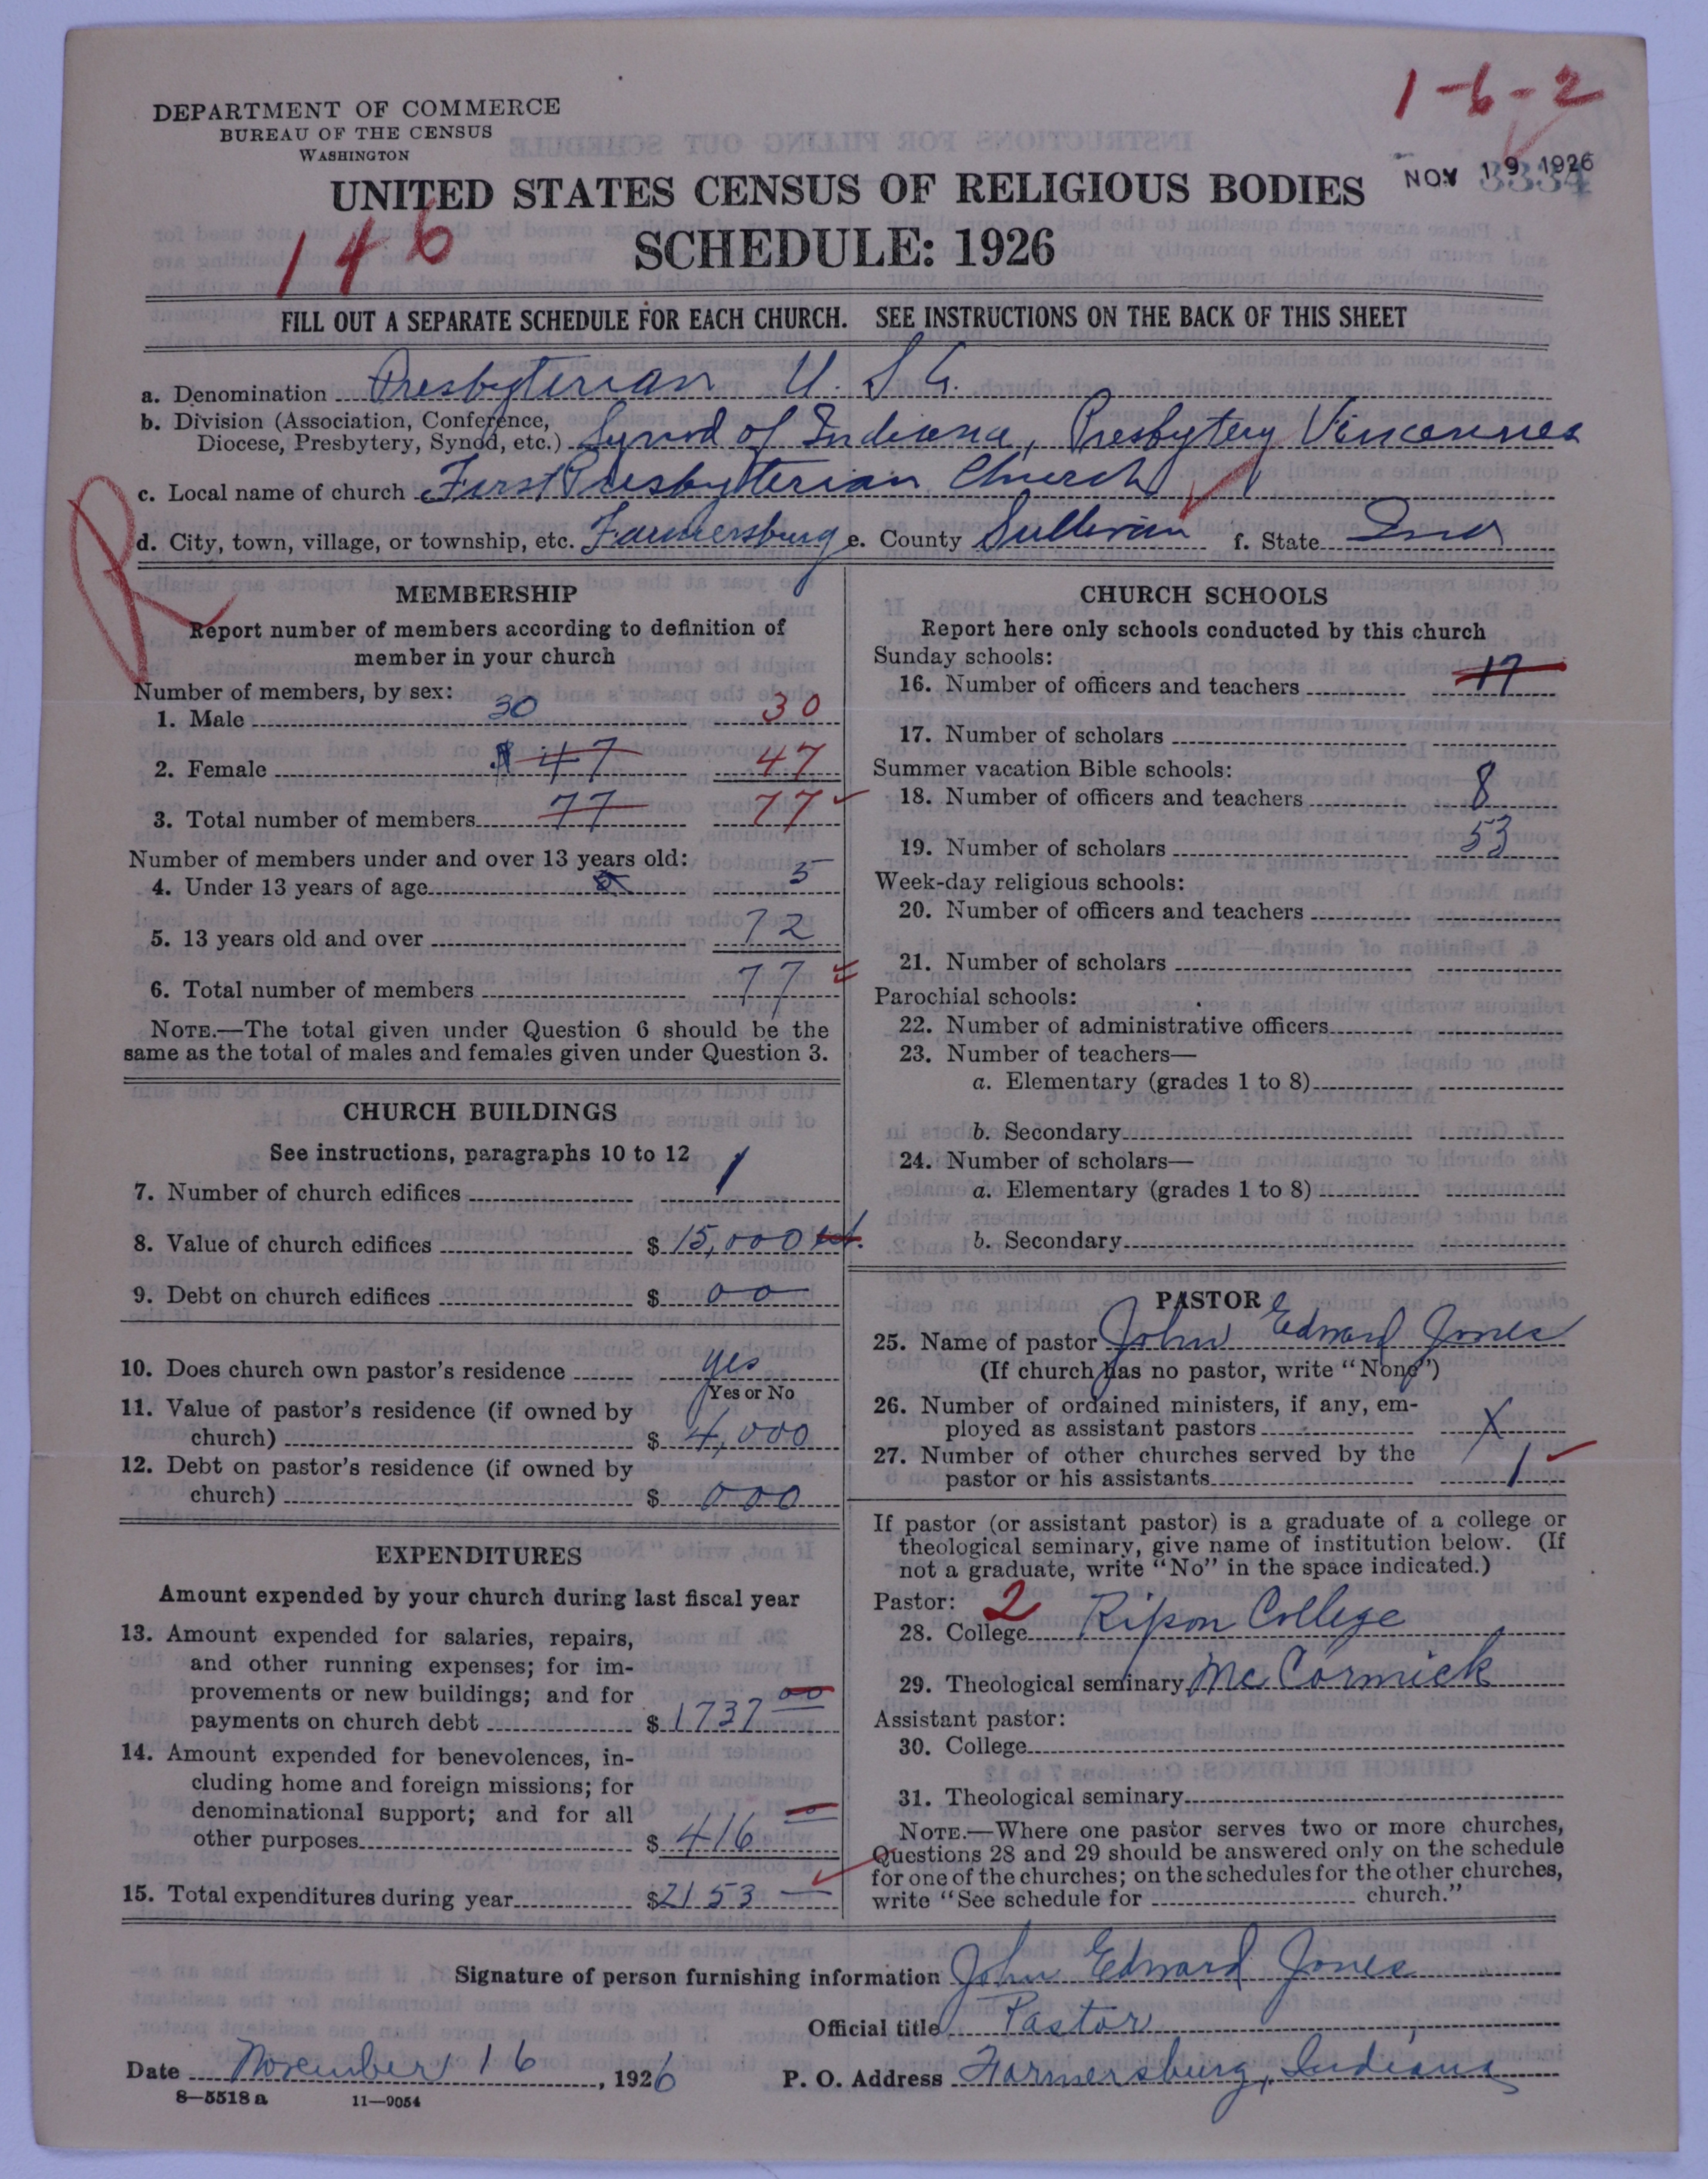 1-6-2
DEPARTMENT OF COMMERCE
BUREAU OF THE CENSUS
WASHINGTON
NOV 19 1926
UNITED STATES CENSUS OF RELIGIOUS BODIES
146
SCHEDULE: 1926
FILL OUT A SEPARATE SCHEDULE FOR EACH CHURCH. SEE INSTRUCTIONS ON THE BACK OF THIS SHEET
a. Denomination Presbyterian U. S A.
b. Division (Association, Conference,
Diocese, Presbytery, Synod, etc.) Synod of Indiana, Presbytery Vincennes
c. Local name of church First Presbyterian Church
d. City, town, village, or township, etc. Farmersburg e. County Sullivan f. State Ind
R
MEMBERSHIP
Report number of members according to definition of
member in your church
Number of members, by sex:
1. Male 30 30
2. Female 47 47
3. Total number of members 77 77
Number of members under and over 13 years old:
4. Under 13 years of age 5 5
5. 13 years old and over 72
6. Total number of members 77
NOTE.—The total given under Question 6 should be the
same as the total of males and females given under Question 3.
CHURCH BUILDINGS
See instructions, paragraphs 10 to 12
7. Number of church edifices 1
8. Value of church edifices $ 15,000
9. Debt on church edifices $ 00
10. Does church own pastor's residence yes
Yes or No
11. Value of pastor's residence (if owned by
church) $ 4,000
12. Debt on pastor's residence (if owned by
church) $ 000
EXPENDITURES
Amount expended by your church during last fiscal year
13. Amount expended for salaries, repairs,
and other running expenses; for im-
provements or new buildings; and for
payments on church debt $ 1737 00
14. Amount expended for benevolences, in-
cluding home and foreign missions; for
denominational support; and for all
other purposes $ 416
15. Total expenditures during year $ 2153 —
CHURCH SCHOOLS
Report here only schools conducted by this church
Sunday schools:
16. Number of officers and teachers 17
17. Number of scholars
Summer vacation Bible schools:
18. Number of officers and teachers 8
19. Number of scholars 53
Week-day religious schools:
20. Number of officers and teachers
21. Number of scholars
Parochial schools:
22. Number of administrative officers
23. Number of teachers—
a. Elementary (grades 1 to 8)
b. Secondary
24. Number of scholars—
a. Elementary (grades 1 to 8)
b. Secondary
PASTOR
25. Name of pastor John Edward Jones
(If church has no pastor, write "None")
26. Number of ordained ministers, if any, em-
ployed as assistant pastors X
27. Number of other churches served by the
pastor or his assistants 1
If pastor (or assistant pastor) is a graduate of a college or
theological seminary, give name of institution below. (If
not a graduate, write "No" in the space indicated.)
Pastor: 2
28. College Ripon College
29. Theological seminary McCormick
Assistant pastor:
30. College
31. Theological seminary
NOTE.—Where one pastor serves two or more churches,
Questions 28 and 29 should be answered only on the schedule
for one of the churches; on the schedules for the other churches,
write "See schedule for church."
Signature of person furnishing information John Edward Jones
Official title Pastor
Date November 16, 1926 P. O. Address Farmersburg, Indiana
8—5518a 11—9054